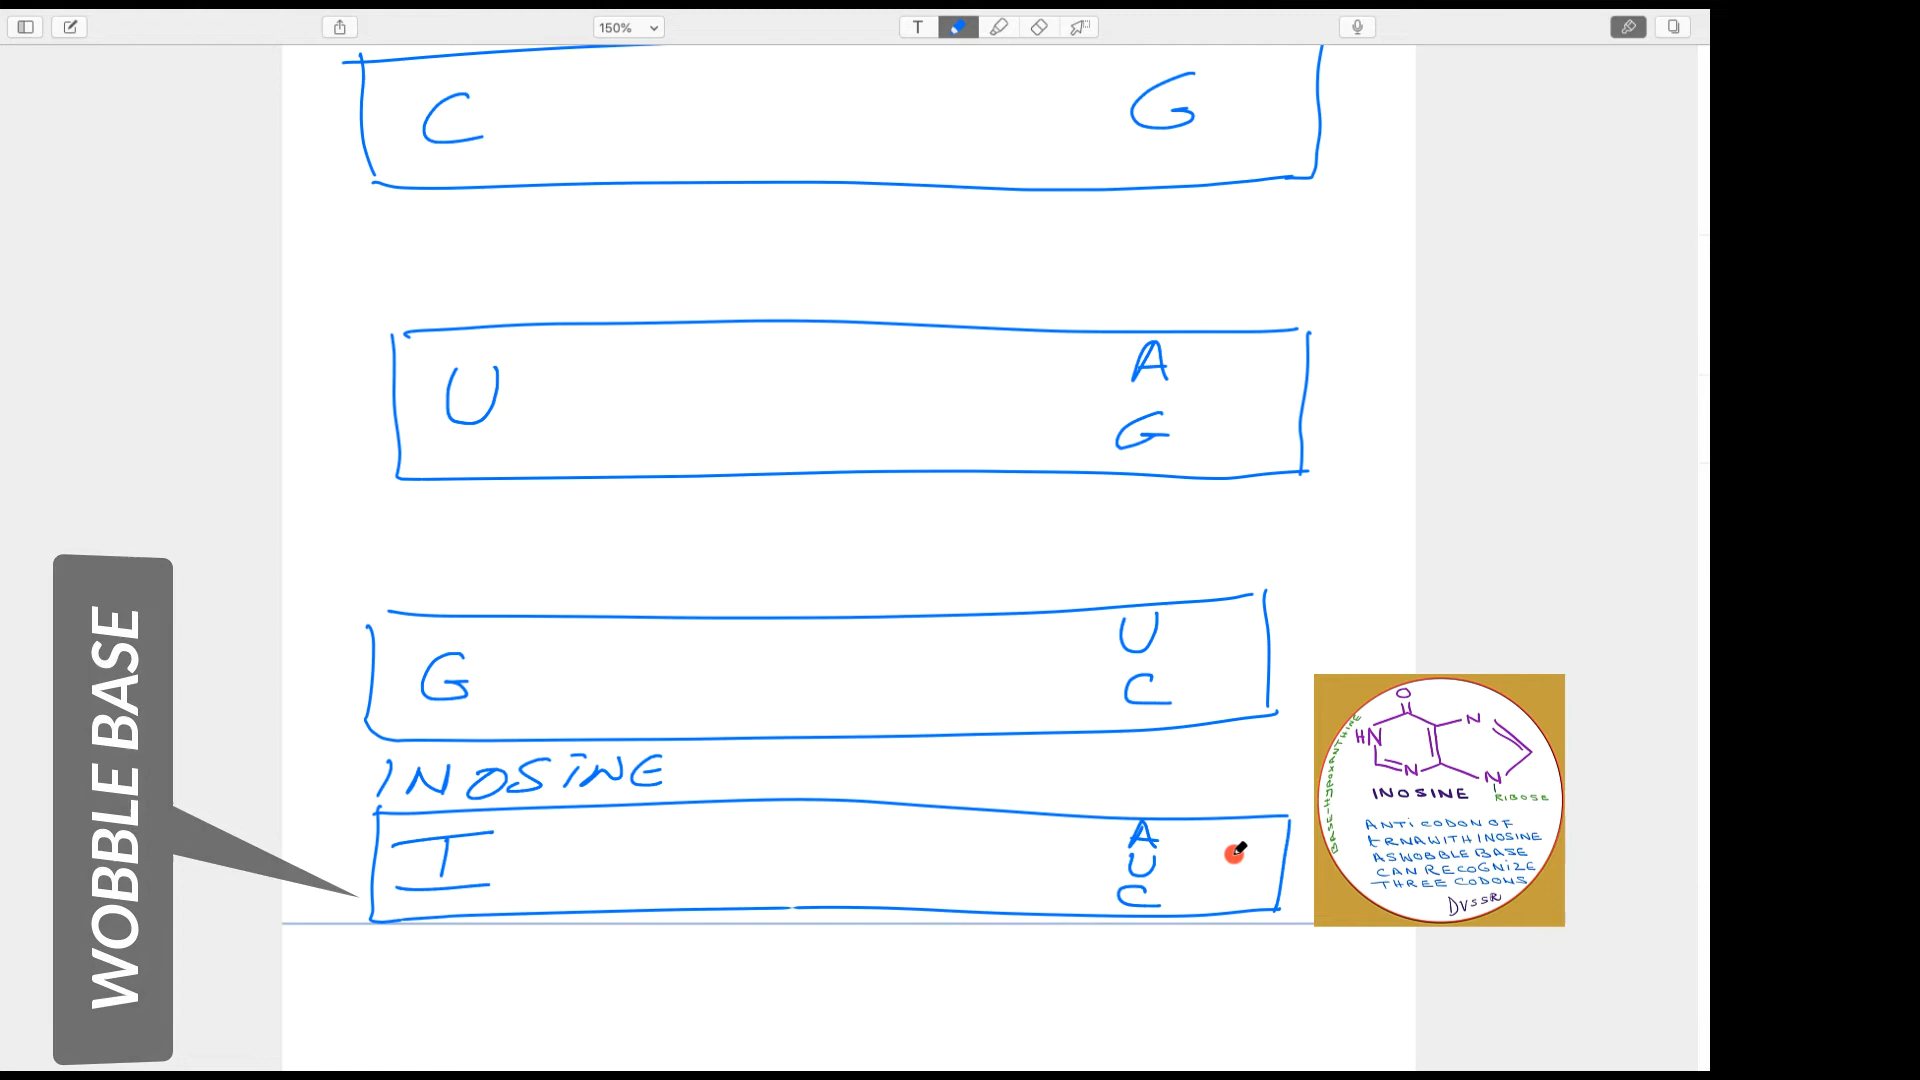 150%
T
C G
U A
G
G U
C
INOSINE
I A
U
C
WOBBLE BASE
O
N
HN
N
N
INOSINE
RIBOSE
BASE-HYPOXANTHINE
ANTICODON OF
tRNA WITH INOSINE
AS WOBBLE BASE
CAN RECOGNIZE
THREE CODONS
DVSSR